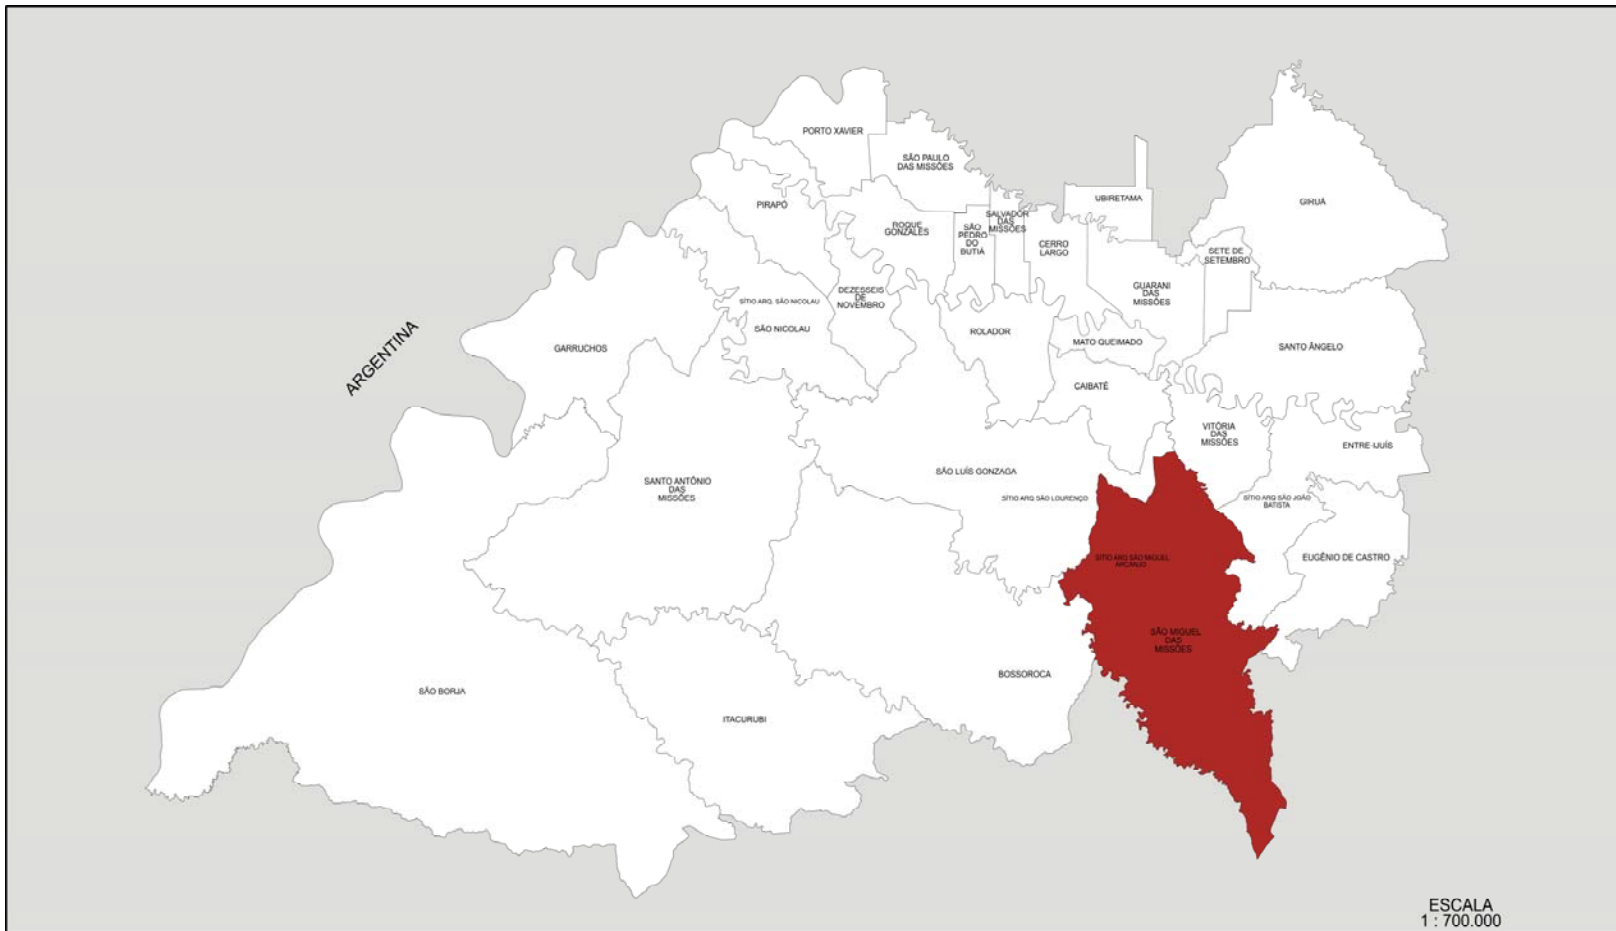 PORTO XAVIER
SÃO PAULO
DAS MISSÕES
UBIRETAMA
GIRUÁ
PIRAPÓ
ROQUE
GONZALES
SÃO
PEDRO
DO
BUTIÁ
SALVADOR
DAS
MISSÕES
CERRO
LARGO
SETE DE
SETEMBRO
GUARANI
DAS
MISSÕES
DEZESSEIS
DE
NOVEMBRO
SÍTIO ARQ. SÃO NICOLAU
SÃO NICOLAU
ROLADOR
MATO QUEIMADO
SANTO ÂNGELO
GARRUCHOS
ARGENTINA
CAIBATÉ
VITÓRIA
DAS
MISSÕES
ENTRE-IJUÍS
SANTO ANTÔNIO
DAS
MISSÕES
SÃO LUÍS GONZAGA
SÍTIO ARQ SÃO LOURENÇO
SÍTIO ARQ SÃO JOÃO
BATISTA
SÍTIO ARQ SÃO MIGUEL
ARCANJO
EUGÊNIO DE CASTRO
SÃO MIGUEL
DAS
MISSÕES
BOSSOROCA
SÃO BORJA
ITACURUBI
ESCALA
1 : 700.000